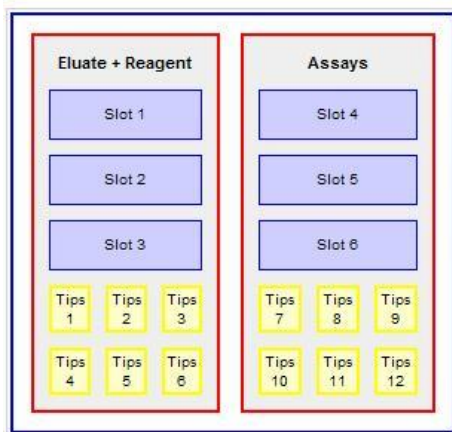 Eluate + Reagent
Slot 1
Slot 2
Slot 3
Tips 1
Tips 2
Tips 3
Tips 4
Tips 5
Tips 6
Assays
Slot 4
Slot 5
Slot 6
Tips 7
Tips 8
Tips 9
Tips 10
Tips 11
Tips 12